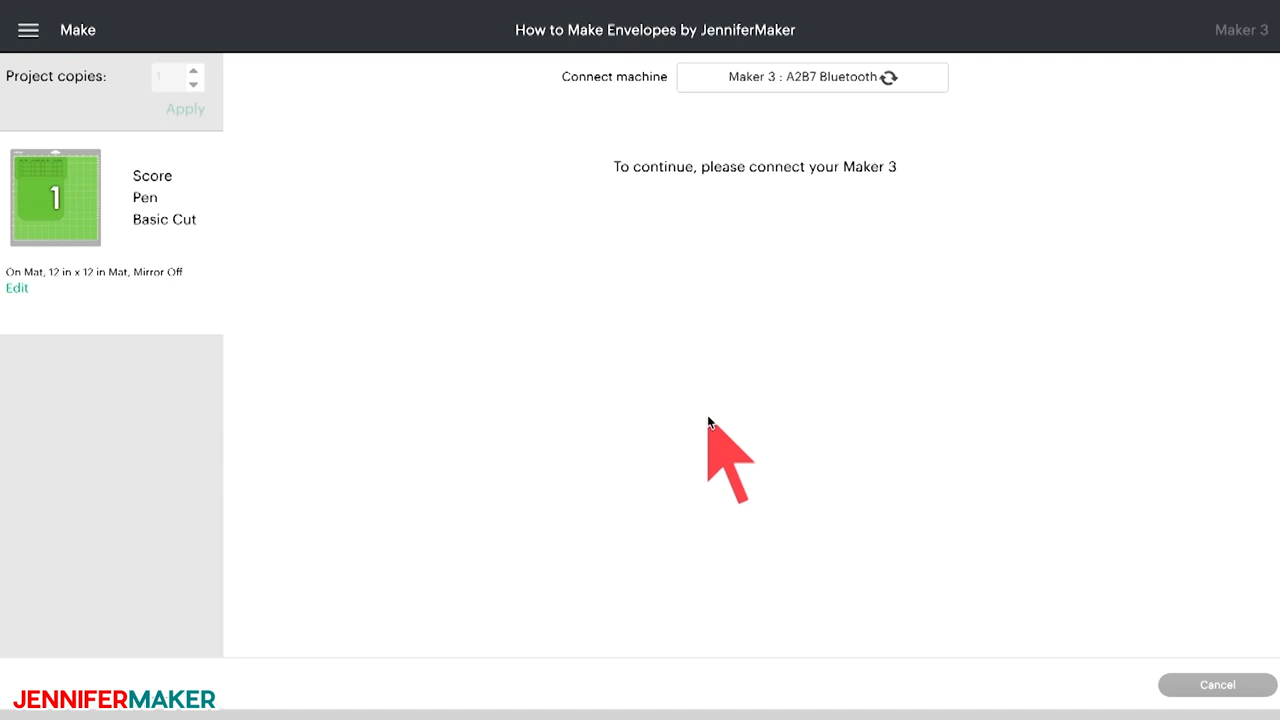 Make
How to Make Envelopes by JenniferMaker
Maker 3
Project copies:
1
Apply
Connect machine
Maker 3 : A2B7 Bluetooth
To continue, please connect your Maker 3
1
Score
Pen
Basic Cut
On Mat, 12 in x 12 in Mat, Mirror Off
Edit
Cancel
JENNIFERMAKER